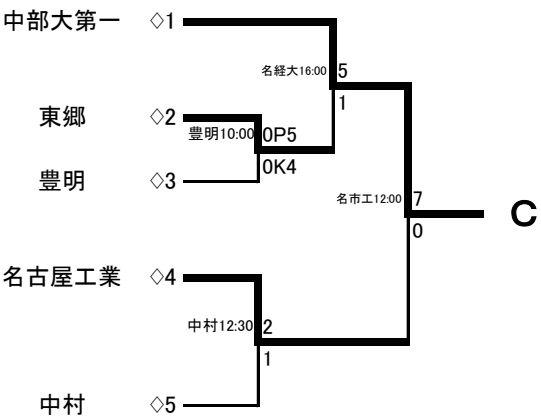 中部大第一 ◇1
名経大16:00 5
1
東郷 ◇2
豊明10:00 0P5
0K4
豊明 ◇3
名市工12:00 7
0
C
名古屋工業 ◇4
中村12:30 2
1
中村 ◇5